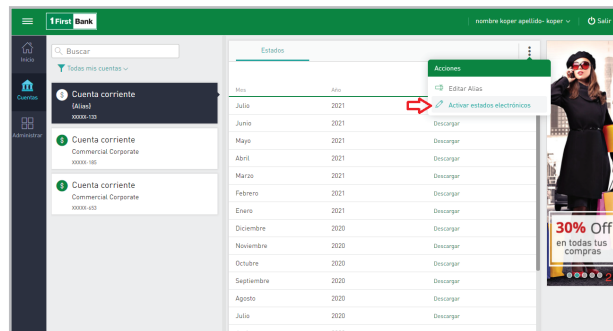 1 First Bank
nombre koper apellido- koper
Salir
Inicio
Cuentas
Administrar
Buscar
Todas mis cuentas
Cuenta corriente
(Alias)
XXXXX-133
Cuenta corriente
Commercial Corporate
XXXXX-165
Cuenta corriente
Commercial Corporate
XXXXX-653
Estados
Acciones
Editar Alias
Activar estados electrónicos
Mes Año
Julio 2021
Junio 2021 Descargar
Mayo 2021 Descargar
Abril 2021 Descargar
Marzo 2021 Descargar
Febrero 2021 Descargar
Enero 2021 Descargar
Diciembre 2020 Descargar
Noviembre 2020 Descargar
Octubre 2020 Descargar
Septiembre 2020 Descargar
Agosto 2020 Descargar
Julio 2020 Descargar
30% Off
en todas tus
compras
2